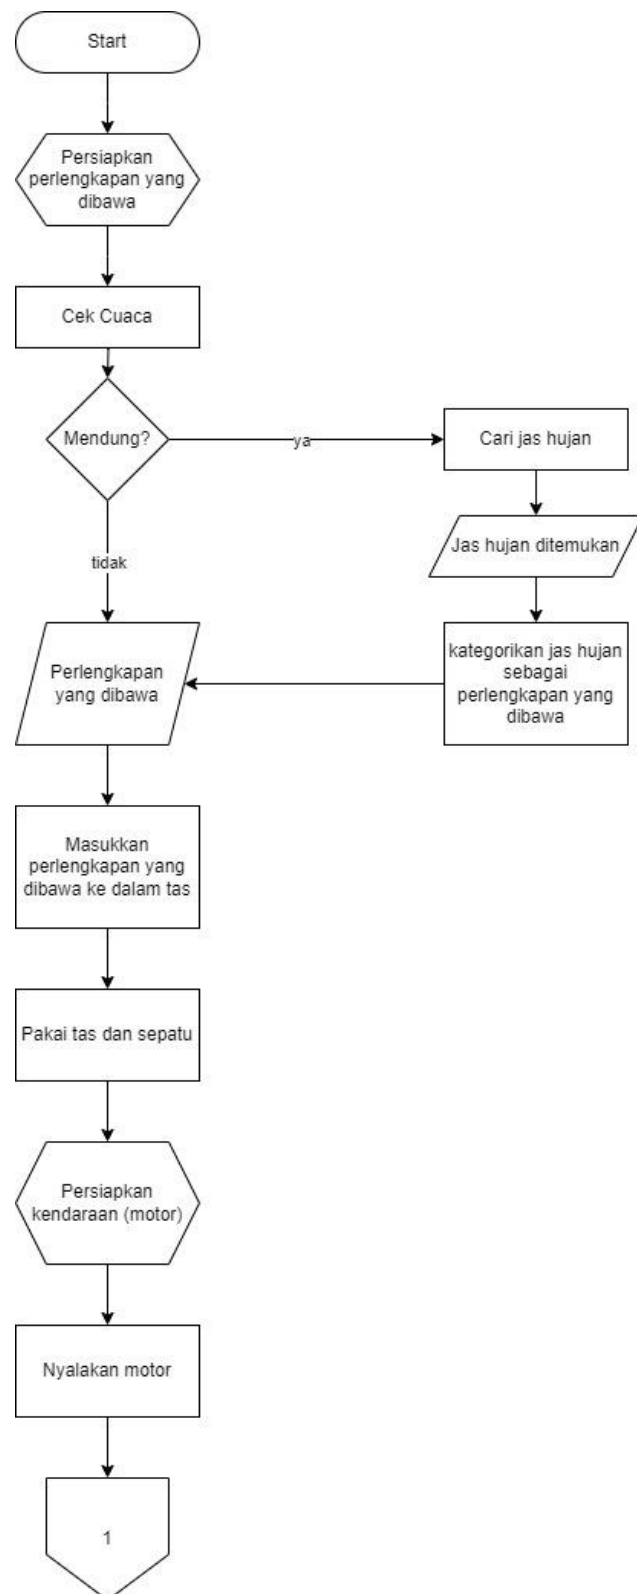 Start
Persiapkan
perlengkapan yang
dibawa
Cek Cuaca
Mendung?
ya
Cari jas hujan
Jas hujan ditemukan
tidak
Perlengkapan
yang dibawa
kategorikan jas hujan
sebagai
perlengkapan yang
dibawa
Masukkan
perlengkapan yang
dibawa ke dalam tas
Pakai tas dan sepatu
Persiapkan
kendaraan (motor)
Nyalakan motor
1